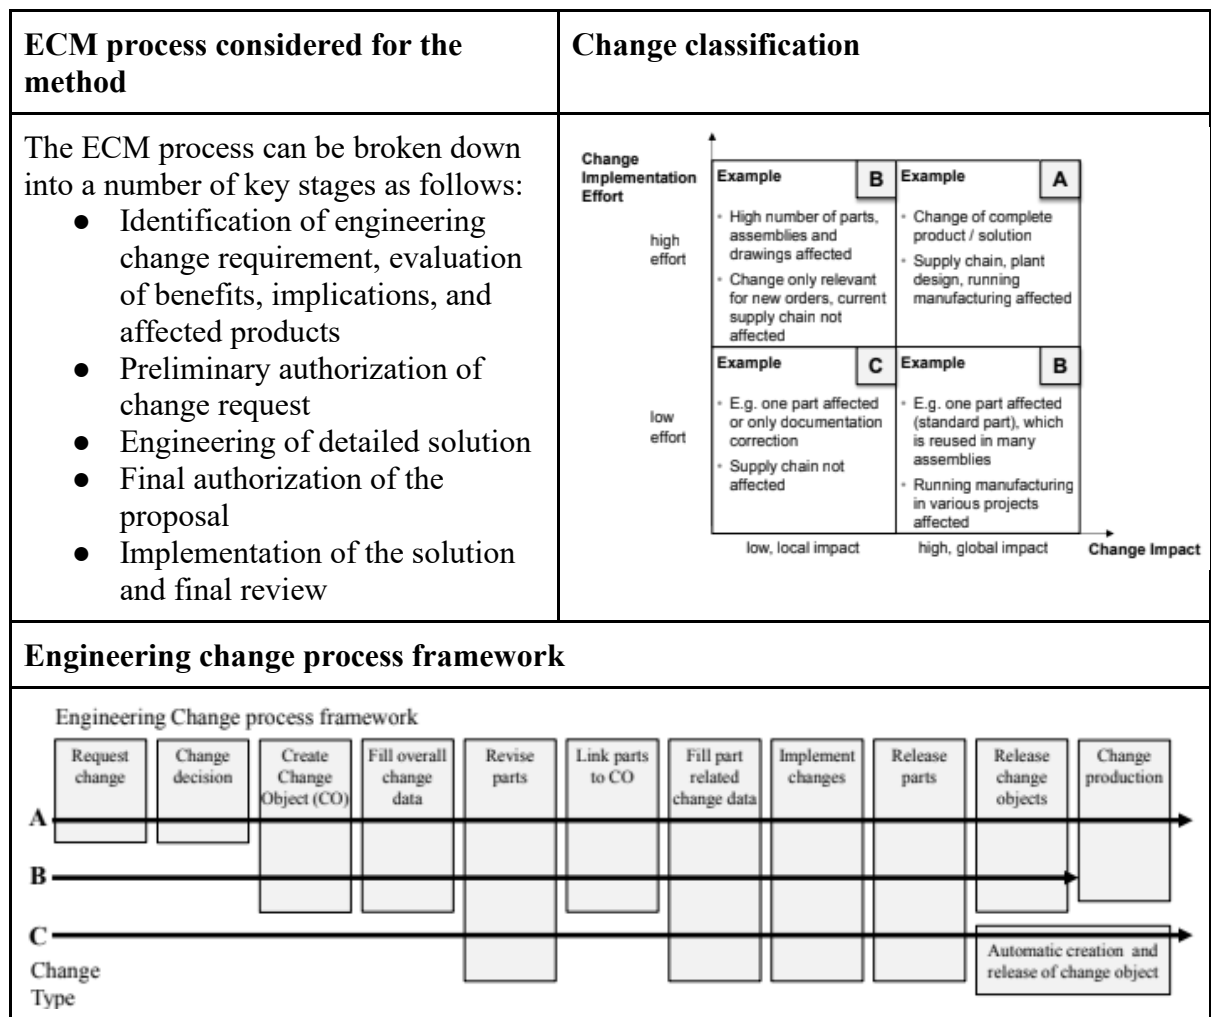 ECM process considered for the
method
Change classification
The ECM process can be broken down
into a number of key stages as follows:
● Identification of engineering
change requirement, evaluation
of benefits, implications, and
affected products
● Preliminary authorization of
change request
● Engineering of detailed solution
● Final authorization of the
proposal
● Implementation of the solution
and final review
Change
Implementation
Effort
high
effort
low
effort
Example
B
• High number of parts,
assemblies and
drawings affected
• Change only relevant
for new orders, current
supply chain not
affected
Example
A
• Change of complete
product / solution
• Supply chain, plant
design, running
manufacturing affected
Example
C
• E.g. one part affected
or only documentation
correction
• Supply chain not
affected
Example
B
• E.g. one part affected
(standard part), which
is reused in many
assemblies
• Running manufacturing
in various projects
affected
low, local impact
high, global impact
Change Impact
Engineering change process framework
Engineering Change process framework
Request
change
Change
decision
Create
Change
Object (CO)
Fill overall
change
data
Revise
parts
Link parts
to CO
Fill part
related
change data
Implement
changes
Release
parts
Release
change
objects
Change
production
A
B
C
Automatic creation and
release of change object
Change
Type